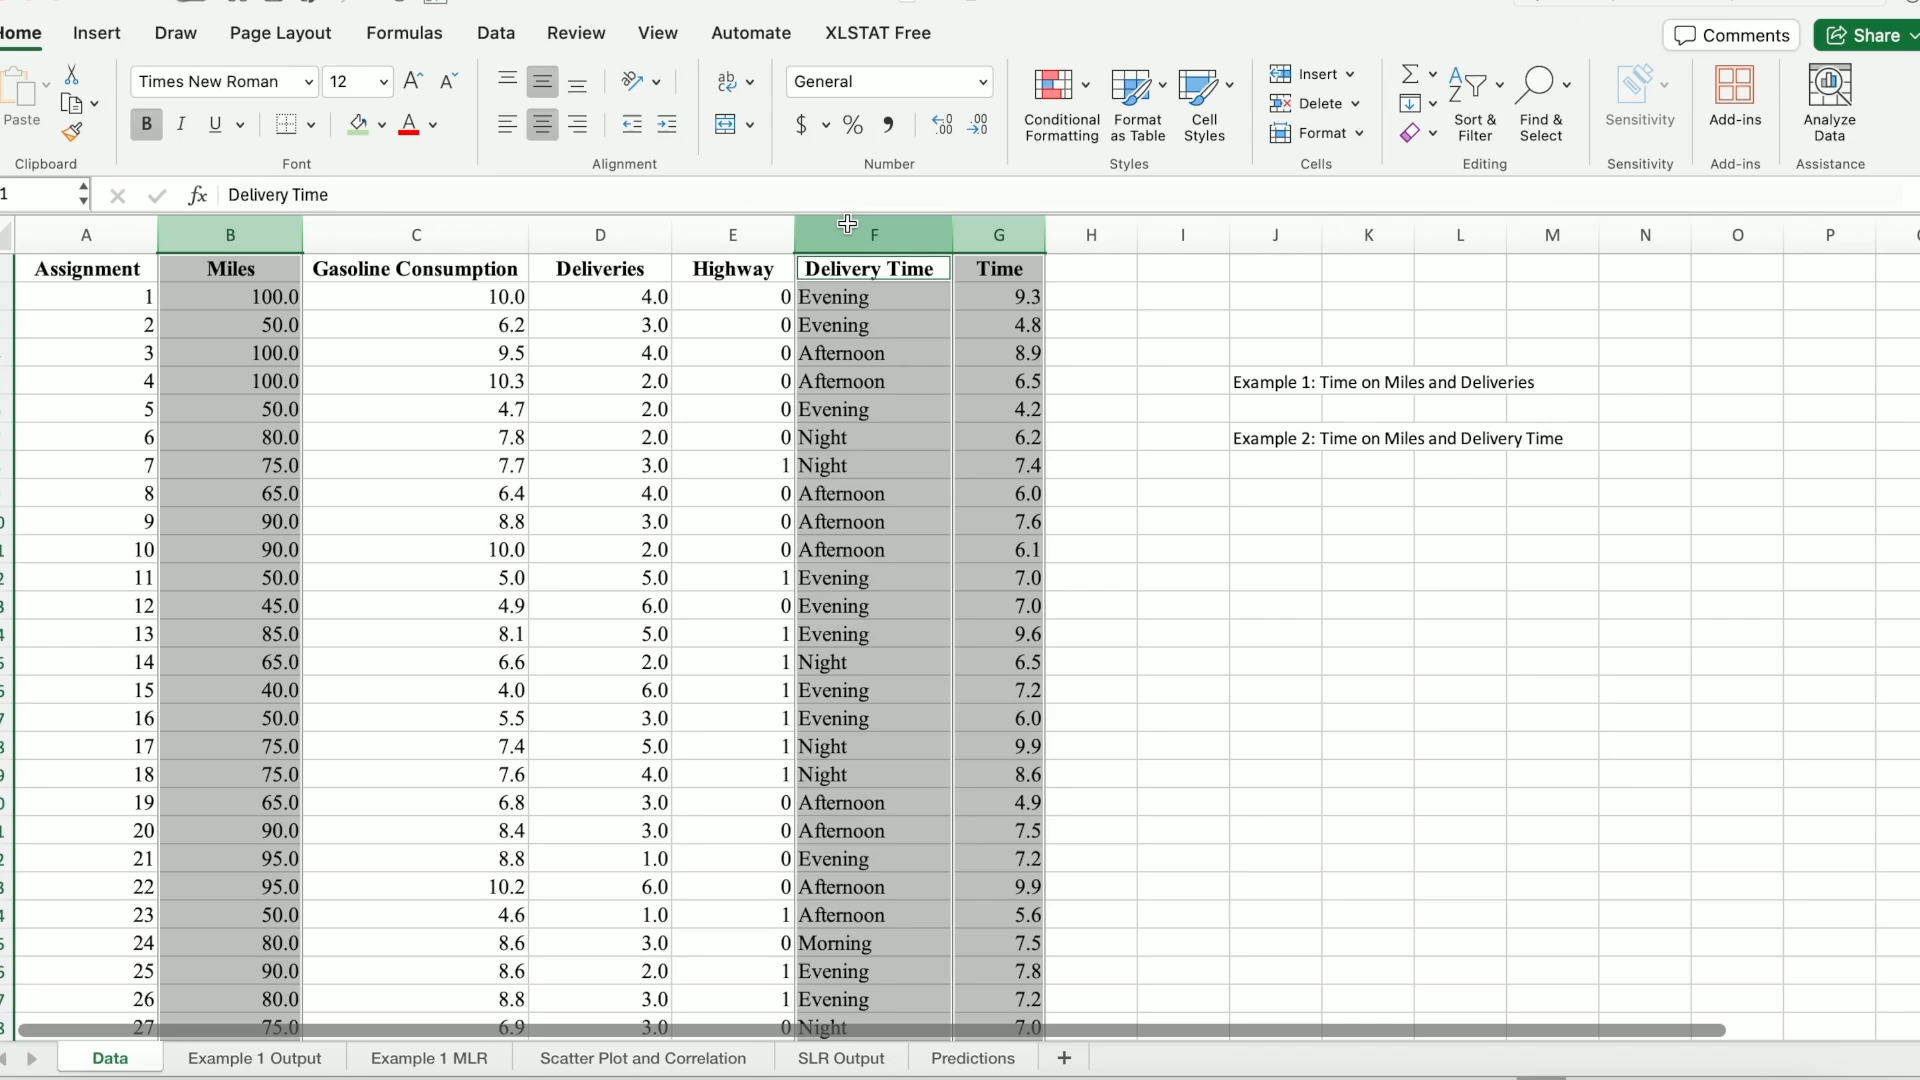 Home Insert Draw Page Layout Formulas Data Review View Automate XLSTAT Free Comments Share
Paste Times New Roman 12 General Insert
Delete
Format
B I U $ % Conditional Formatting Format as Table Cell Styles Sort & Filter Find & Select Sensitivity Add-ins Analyze Data
Clipboard Font Alignment Number Styles Cells Editing Sensitivity Add-ins Assistance
1 fx Delivery Time
A B C D E F G H I J K L M N O P
Assignment Miles Gasoline Consumption Deliveries Highway Delivery Time Time
1 100.0 10.0 4.0 0 Evening 9.3
2 50.0 6.2 3.0 0 Evening 4.8
3 100.0 9.5 4.0 0 Afternoon 8.9
4 100.0 10.3 2.0 0 Afternoon 6.5 Example 1: Time on Miles and Deliveries
5 50.0 4.7 2.0 0 Evening 4.2
6 80.0 7.8 2.0 0 Night 6.2 Example 2: Time on Miles and Delivery Time
7 75.0 7.7 3.0 1 Night 7.4
8 65.0 6.4 4.0 0 Afternoon 6.0
9 90.0 8.8 3.0 0 Afternoon 7.6
10 90.0 10.0 2.0 0 Afternoon 6.1
11 50.0 5.0 5.0 1 Evening 7.0
12 45.0 4.9 6.0 0 Evening 7.0
13 85.0 8.1 5.0 1 Evening 9.6
14 65.0 6.6 2.0 1 Night 6.5
15 40.0 4.0 6.0 1 Evening 7.2
16 50.0 5.5 3.0 1 Evening 6.0
17 75.0 7.4 5.0 1 Night 9.9
18 75.0 7.6 4.0 1 Night 8.6
19 65.0 6.8 3.0 0 Afternoon 4.9
20 90.0 8.4 3.0 0 Afternoon 7.5
21 95.0 8.8 1.0 0 Evening 7.2
22 95.0 10.2 6.0 0 Afternoon 9.9
23 50.0 4.6 1.0 1 Afternoon 5.6
24 80.0 8.6 3.0 0 Morning 7.5
25 90.0 8.6 2.0 1 Evening 7.8
26 80.0 8.8 3.0 1 Evening 7.2
27 75.0 6.9 3.0 0 Night 7.0
Data Example 1 Output Example 1 MLR Scatter Plot and Correlation SLR Output Predictions +